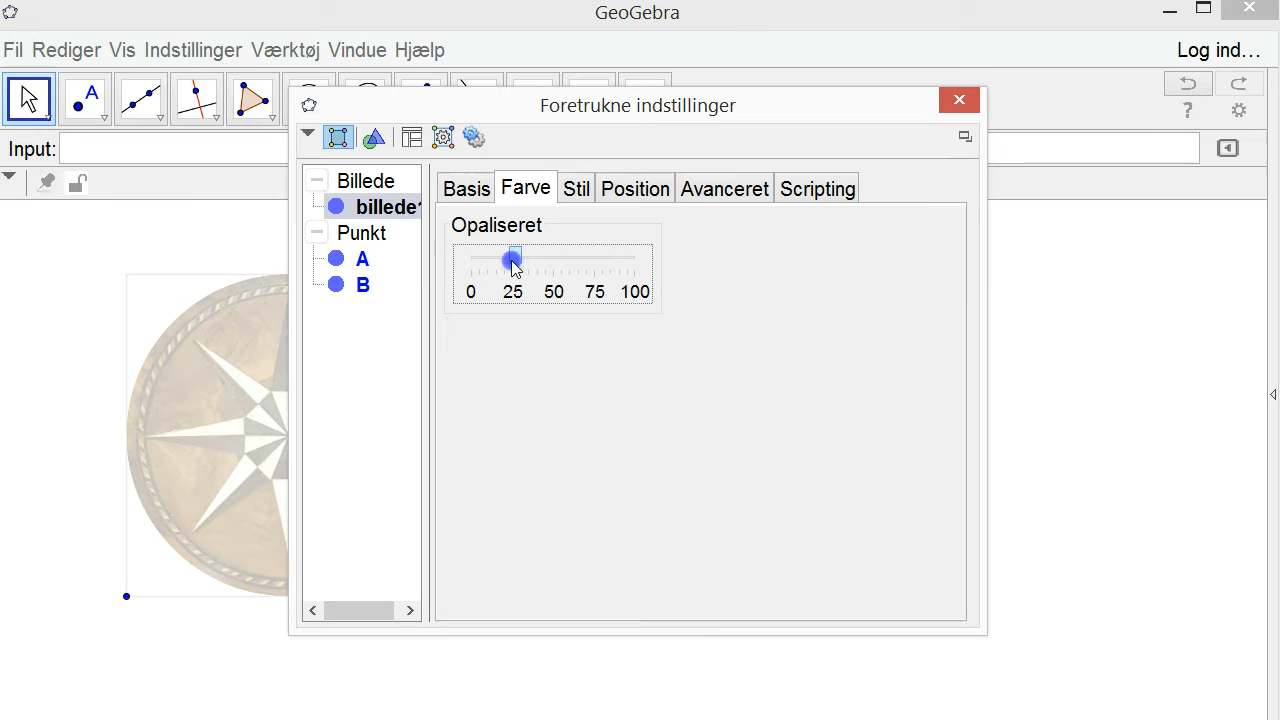 GeoGebra
Fil Rediger Vis Indstillinger Værktøj Vindue Hjælp
Log ind...
A
Foretrukne indstillinger
?
Input:
Billede
billede1
Punkt
A
B
Basis Farve Stil Position Avanceret Scripting
Opaliseret
0 25 50 75 100